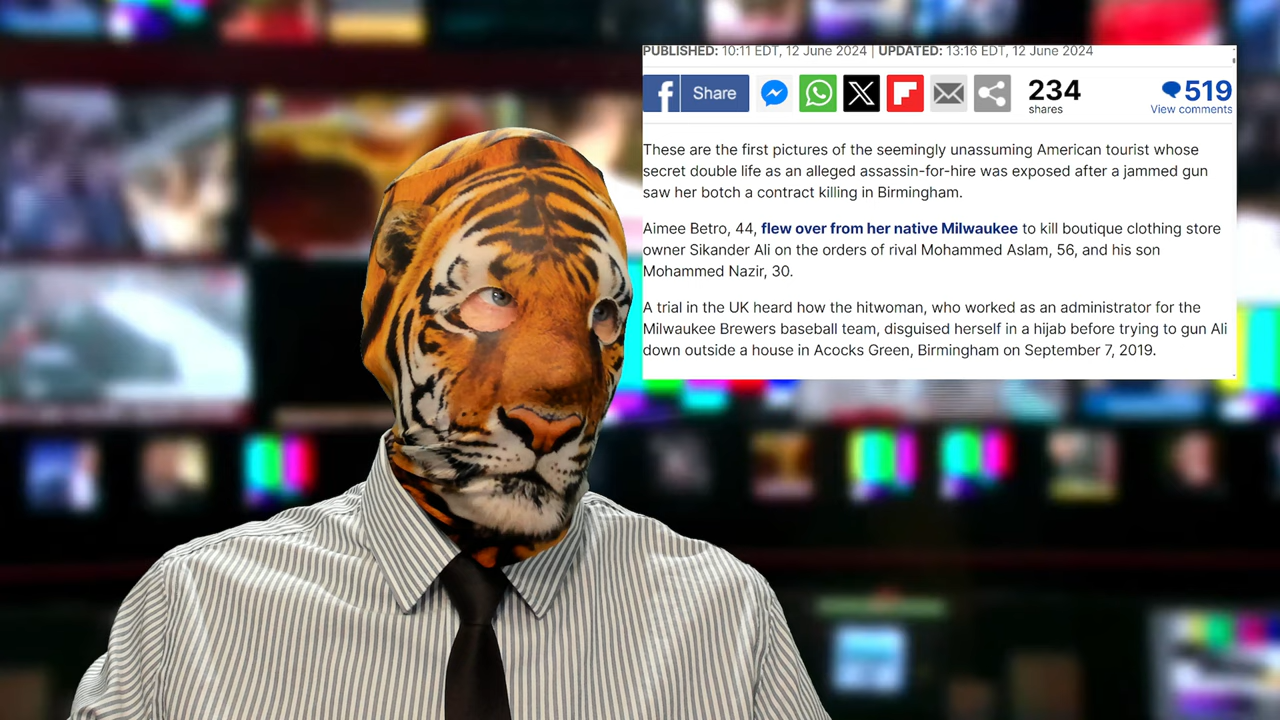 PUBLISHED: 10:11 EDT, 12 June 2024 | UPDATED: 13:16 EDT, 12 June 2024
Share
234
shares
519
View comments
These are the first pictures of the seemingly unassuming American tourist whose
secret double life as an alleged assassin-for-hire was exposed after a jammed gun
saw her botch a contract killing in Birmingham.
Aimee Betro, 44, flew over from her native Milwaukee to kill boutique clothing store
owner Sikander Ali on the orders of rival Mohammed Aslam, 56, and his son
Mohammed Nazir, 30.
A trial in the UK heard how the hitwoman, who worked as an administrator for the
Milwaukee Brewers baseball team, disguised herself in a hijab before trying to gun Ali
down outside a house in Acocks Green, Birmingham on September 7, 2019.